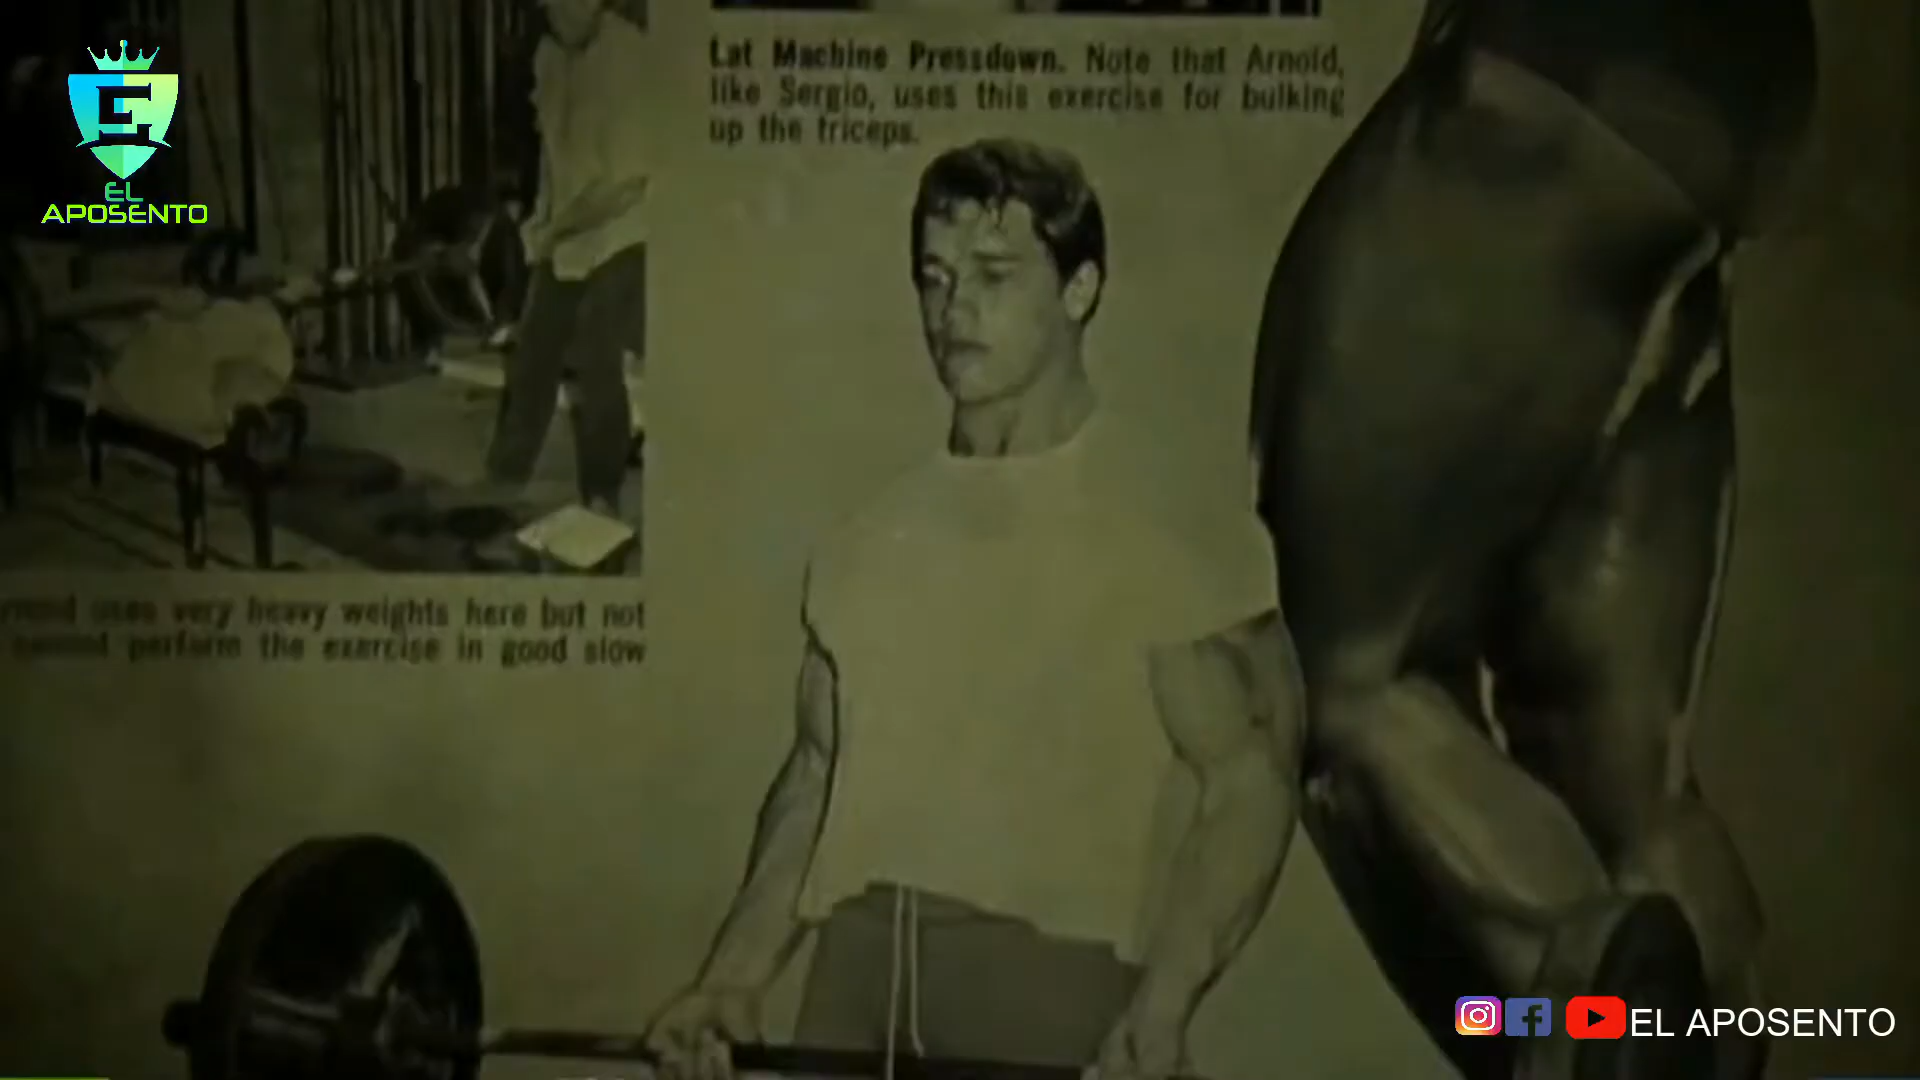 Lat Machine Pressdown. Note that Arnold,
like Sergio, uses this exercise for bulking
up the triceps.
EL
APOSENTO
uses very heavy weights here but not
perform the exercise in good slow
EL APOSENTO